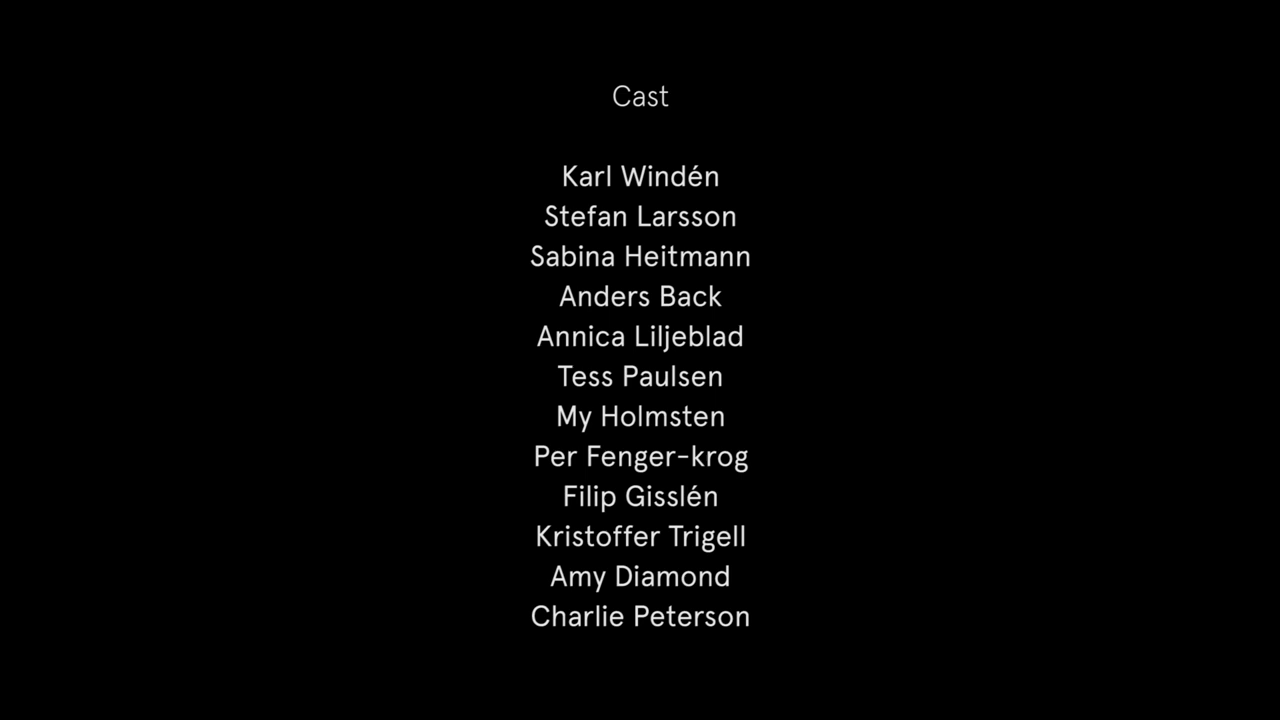 Cast
Karl Windén
Stefan Larsson
Sabina Heitmann
Anders Back
Annica Liljeblad
Tess Paulsen
My Holmsten
Per Fenger-krog
Filip Gisslén
Kristoffer Trigell
Amy Diamond
Charlie Peterson